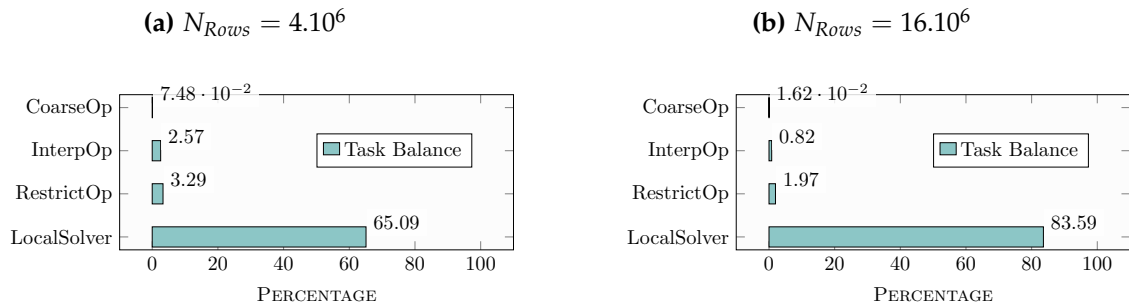 (a) N_Rows = 4.10^6
CoarseOp
InterpOp
RestrictOp
LocalSolver
7.48 · 10^−2
2.57
3.29
65.09
Task Balance
0 20 40 60 80 100
PERCENTAGE
(b) N_Rows = 16.10^6
CoarseOp
InterpOp
RestrictOp
LocalSolver
1.62 · 10^−2
0.82
1.97
83.59
Task Balance
0 20 40 60 80 100
PERCENTAGE